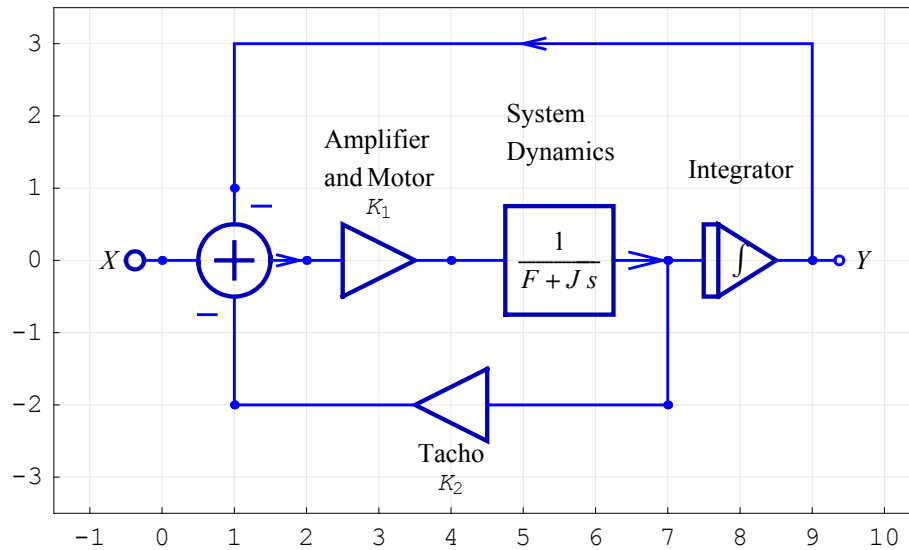 3
2
1
0
-1
-2
-3
-1 0 1 2 3 4 5 6 7 8 9 10
System
Dynamics
Amplifier
and Motor
K1
Integrator
X
+
1
F + J s
∫
Y
Tacho
K2